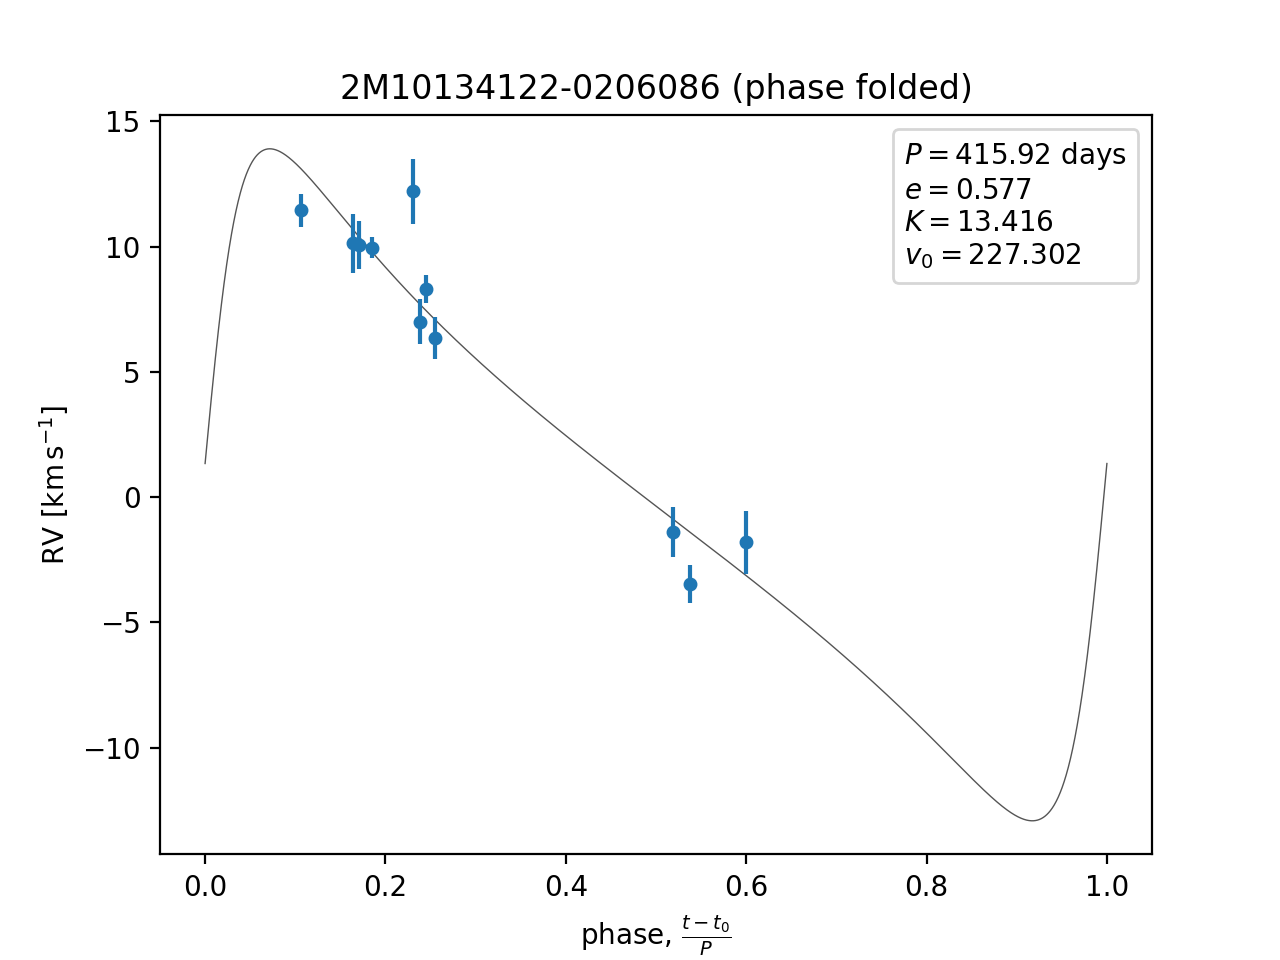 2M10134122-0206086 (phase folded)
15
10
5
0
−5
−10
RV [km s⁻¹]
P = 415.92 days
e = 0.577
K = 13.416
v₀ = 227.302
0.0 0.2 0.4 0.6 0.8 1.0
phase, (t − t₀)/P